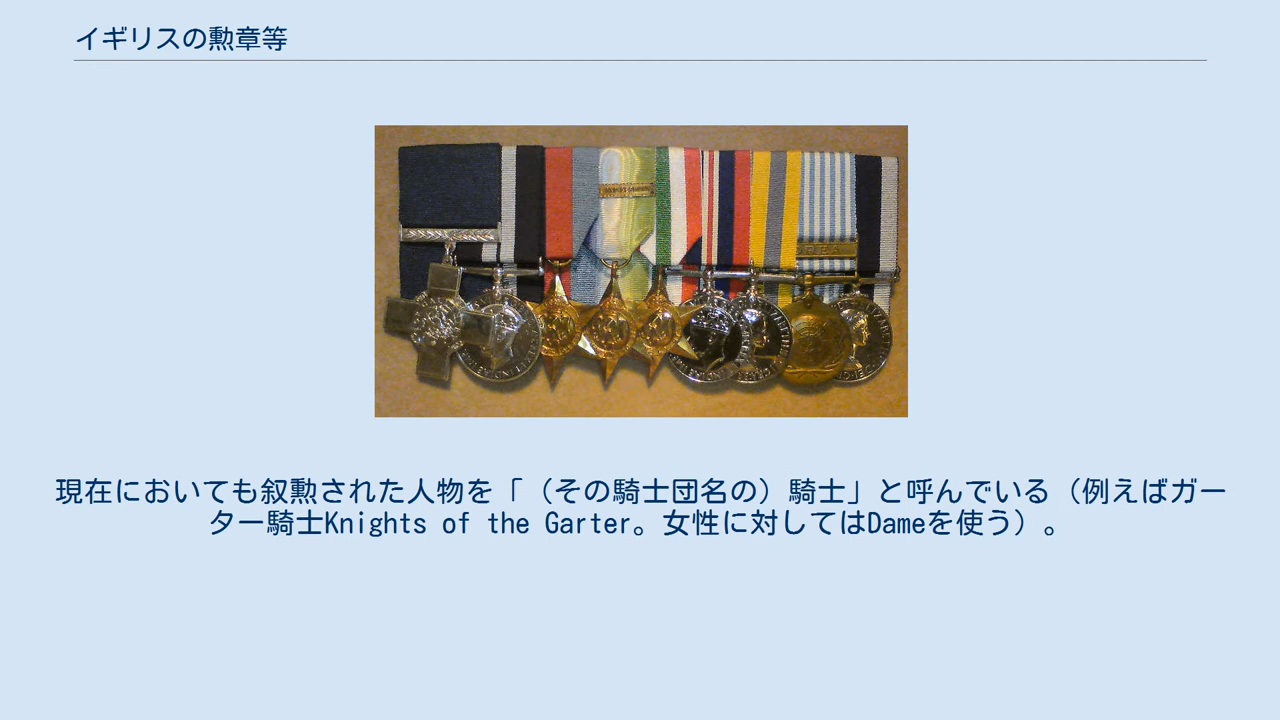 イギリスの勲章等
KOREA
現在においても叙勲された人物を「（その騎士団名の）騎士」と呼んでいる（例えばガー
ター騎士Knights of the Garter。女性に対してはDameを使う）。